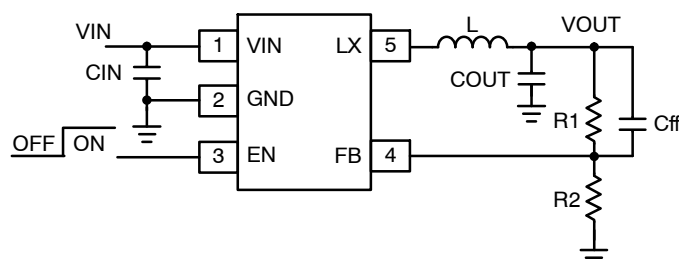 VIN
1
VIN
LX
5
L
VOUT
CIN
COUT
2
GND
R1
Cff
OFF
ON
3
EN
FB
4
R2